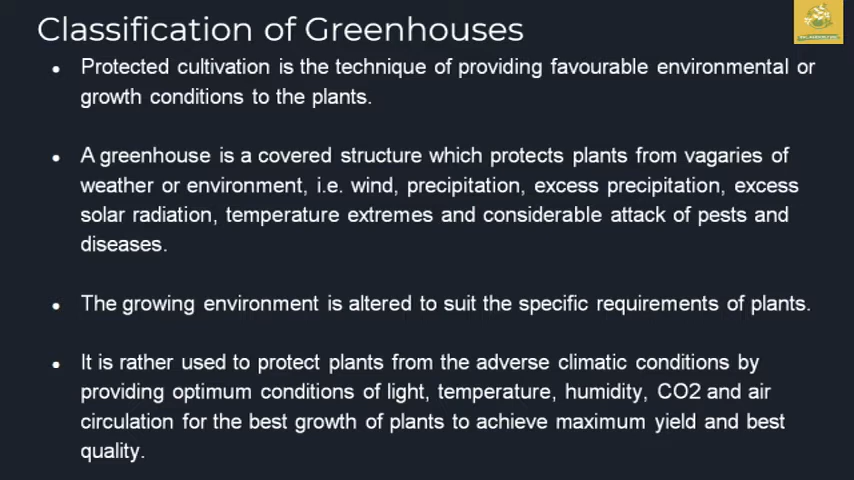 Classification of Greenhouses
• Protected cultivation is the technique of providing favourable environmental or
growth conditions to the plants.
• A greenhouse is a covered structure which protects plants from vagaries of
weather or environment, i.e. wind, precipitation, excess precipitation, excess
solar radiation, temperature extremes and considerable attack of pests and
diseases.
• The growing environment is altered to suit the specific requirements of plants.
• It is rather used to protect plants from the adverse climatic conditions by
providing optimum conditions of light, temperature, humidity, CO2 and air
circulation for the best growth of plants to achieve maximum yield and best
quality.